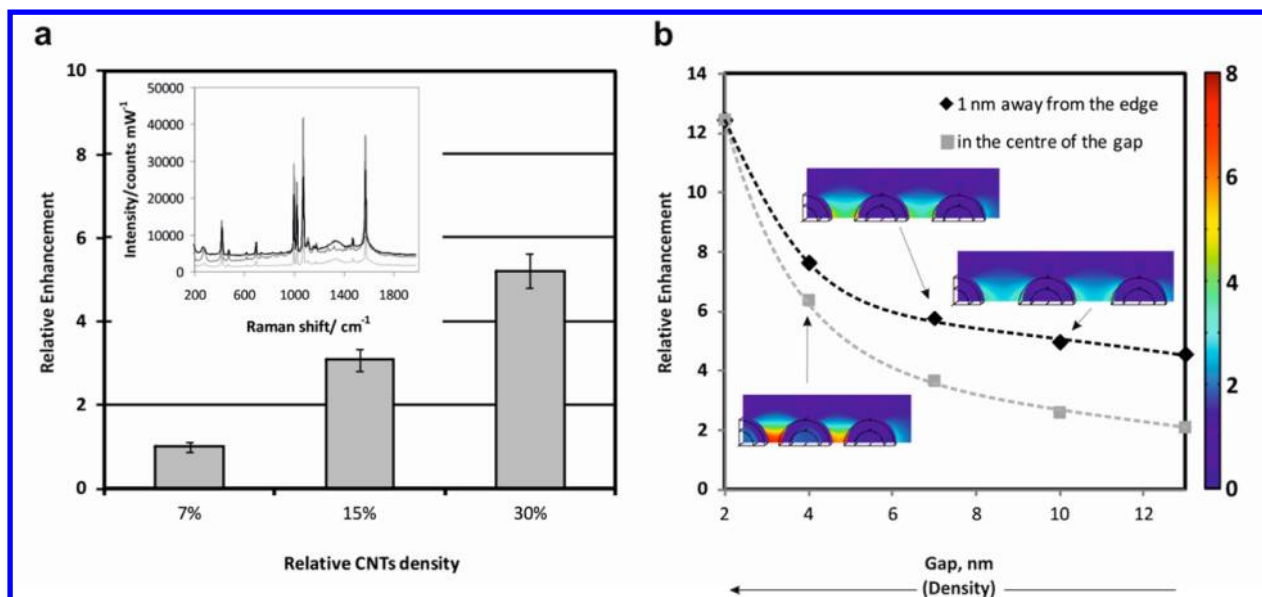 a
10
8
6
4
2
0
Relative Enhancement
50000
40000
30000
20000
10000
0
Intensity/counts mW-1
200 600 1000 1400 1800
Raman shift/ cm-1
7% 15% 30%
Relative CNTs density
b
14
12
10
8
6
4
2
0
Relative Enhancement
1 nm away from the edge
in the centre of the gap
2 4 6 8 10 12
Gap, nm
(Density)
8
6
4
2
0